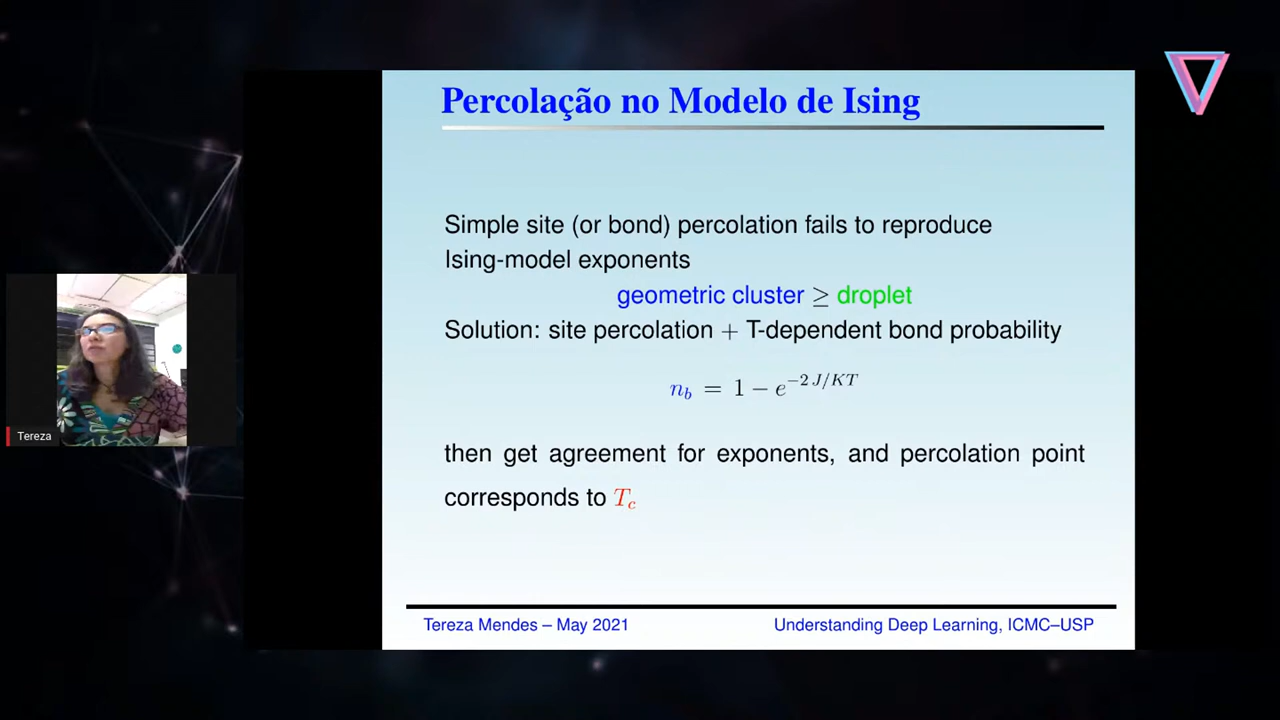 Percolação no Modelo de Ising
Simple site (or bond) percolation fails to reproduce
Ising-model exponents
geometric cluster ≥ droplet
Solution: site percolation + T-dependent bond probability
n_b = 1 − e^{−2 J/KT}
then get agreement for exponents, and percolation point
corresponds to T_c
Tereza
Tereza Mendes – May 2021
Understanding Deep Learning, ICMC–USP